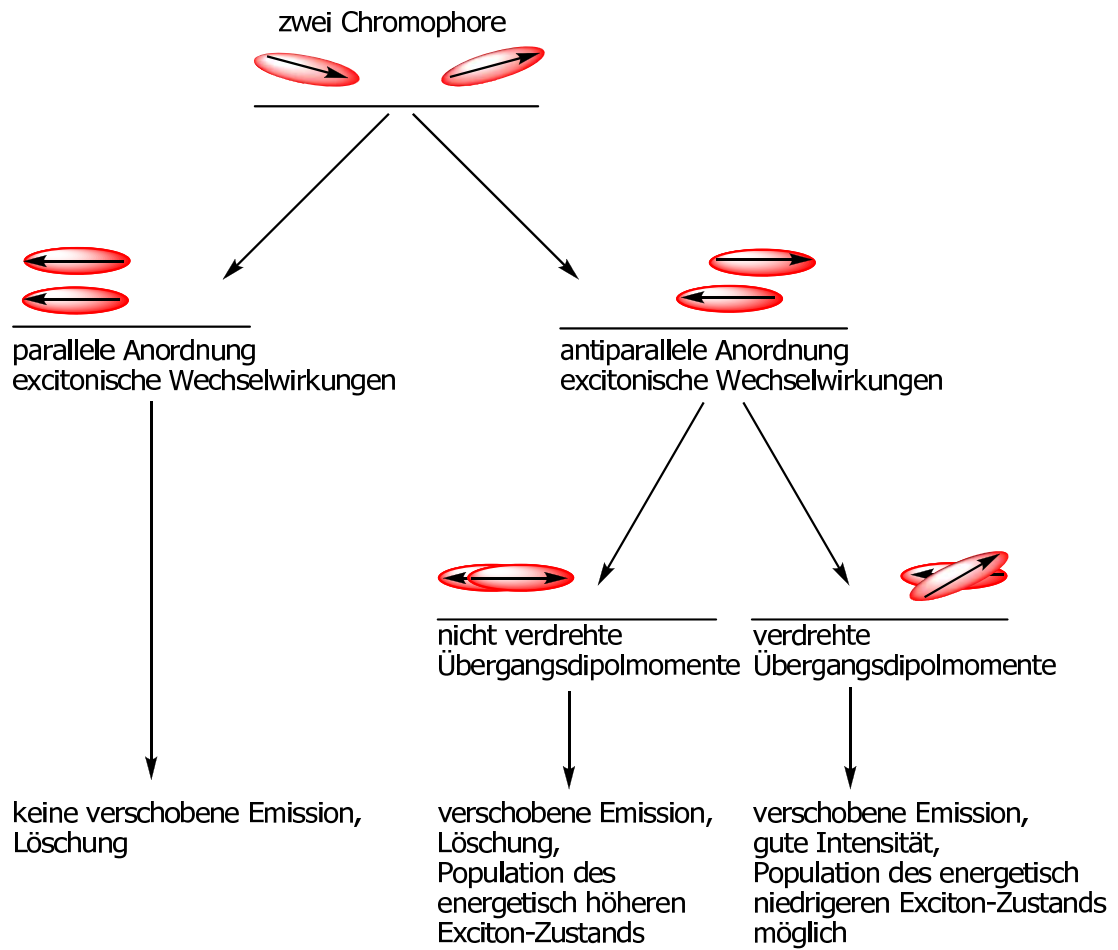 zwei Chromophore
parallele Anordnung
excitonische Wechselwirkungen
antiparallele Anordnung
excitonische Wechselwirkungen
nicht verdrehte
Übergangsdipolmomente
verdrehte
Übergangsdipolmomente
keine verschobene Emission,
Löschung
verschobene Emission,
Löschung,
Population des
energetisch höheren
Exciton-Zustands
verschobene Emission,
gute Intensität,
Population des energetisch
niedrigeren Exciton-Zustands
möglich